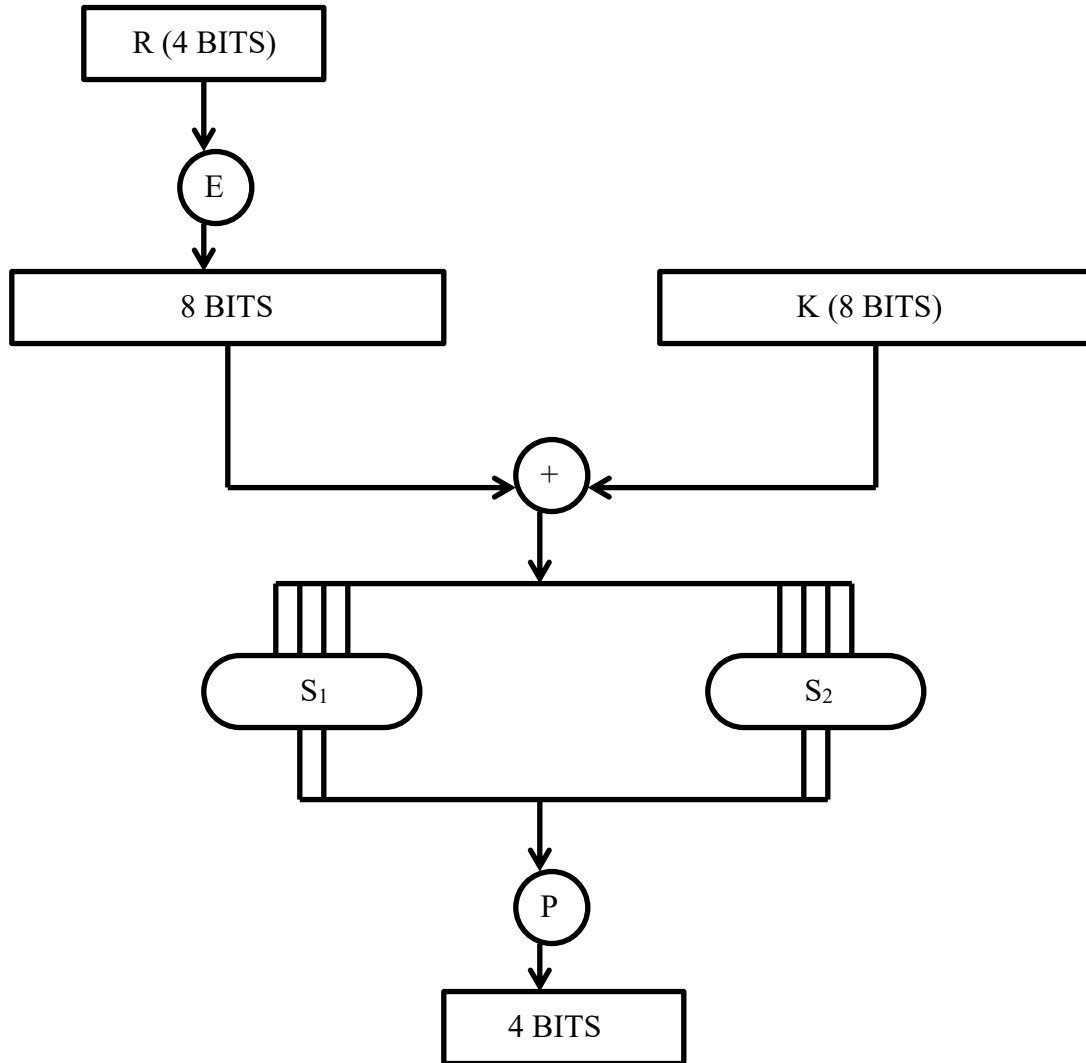 R (4 BITS)
E
8 BITS
K (8 BITS)
+
S₁
S₂
P
4 BITS